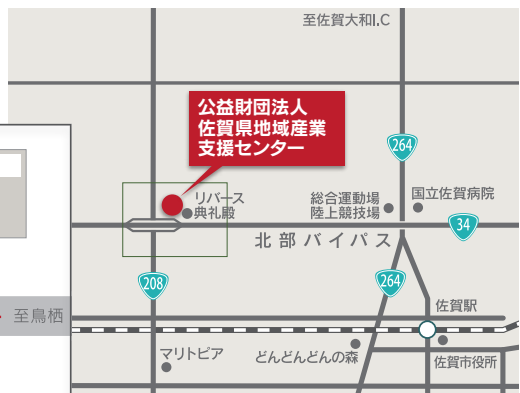 至佐賀大和I.C
公益財団法人
佐賀県地域産業
支援センター
264
リバース
典礼殿
総合運動場
陸上競技場
国立佐賀病院
34
北部バイパス
264
208
至鳥栖
佐賀駅
マリトピア
どんどんどんの森
佐賀市役所